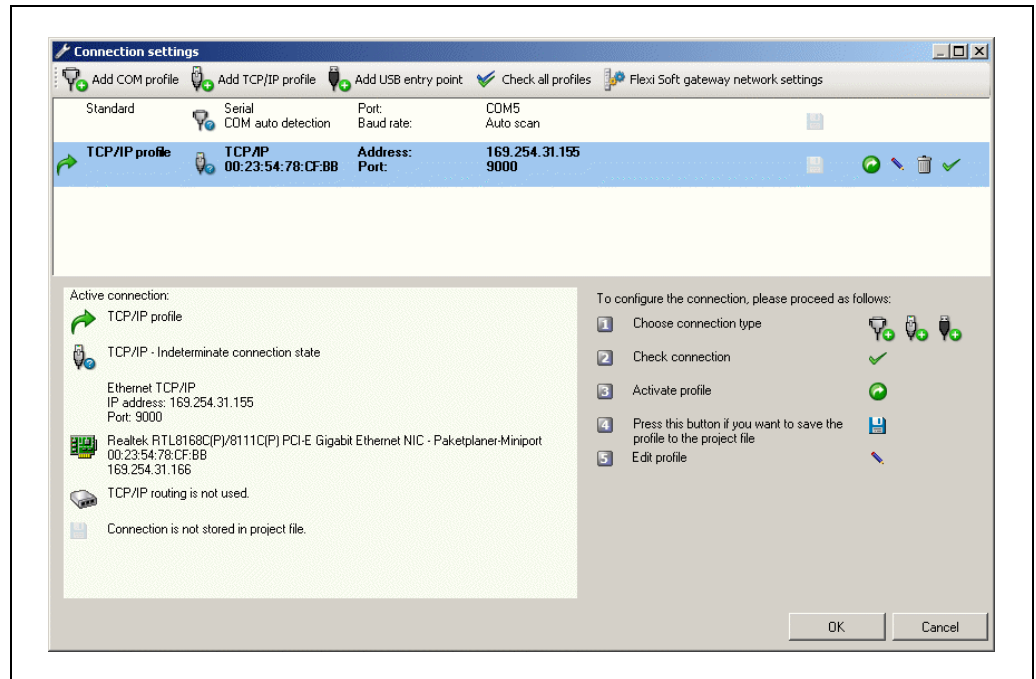 Connection settings
Add COM profile Add TCP/IP profile Add USB entry point Check all profiles Flexi Soft gateway network settings
Standard Serial Port: COM5
COM auto detection Baud rate: Auto scan
TCP/IP profile TCP/IP Address: 169.254.31.155
00:23:54:78:CF:BB Port: 9000
Active connection:
TCP/IP profile
TCP/IP - Indeterminate connection state
Ethernet TCP/IP
IP address: 169.254.31.155
Port: 9000
Realtek RTL8168C(P)/8111C(P) PCI-E Gigabit Ethernet NIC - Paketplaner-Miniport
00:23:54:78:CF:BB
169.254.31.166
TCP/IP routing is not used.
Connection is not stored in project file.
To configure the connection, please proceed as follows:
1 Choose connection type
2 Check connection
3 Activate profile
4 Press this button if you want to save the
profile to the project file
5 Edit profile
OK Cancel